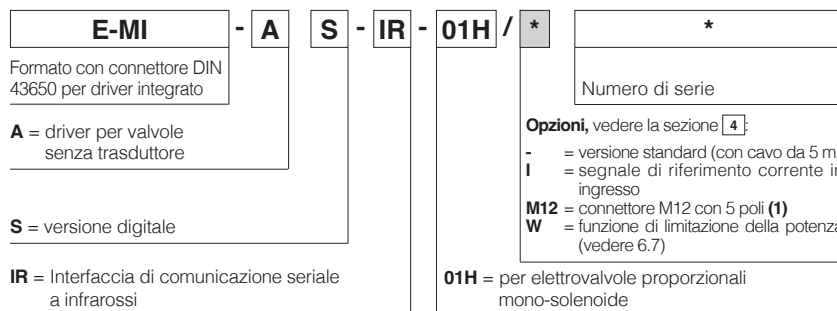 E-MI - A S - IR - 01H / * *
Formato con connettore DIN
43650 per driver integrato
Numero di serie
A = driver per valvole
senza trasduttore
Opzioni, vedere la sezione 4 :
- = versione standard (con cavo da 5 m
I = segnale di riferimento corrente in
ingresso
M12 = connettore M12 con 5 poli (1)
W = funzione di limitazione della potenza
(vedere 6.7)
S = versione digitale
IR = Interfaccia di comunicazione seriale
a infrarossi
01H = per elettrovalvole proporzionali
mono-solenoide